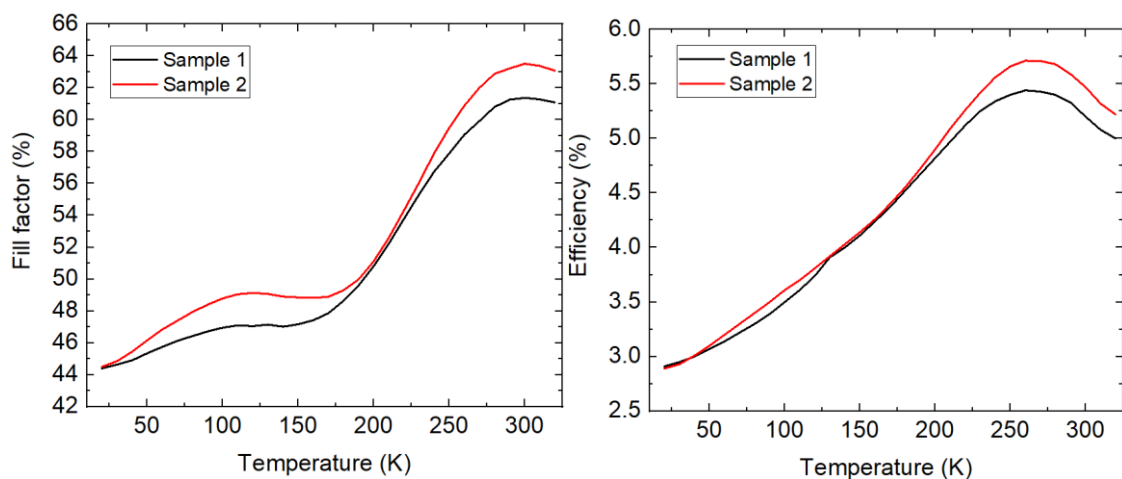 66
64
62
60
58
56
54
52
50
48
46
44
42
Fill factor (%)
Sample 1
Sample 2
50 100 150 200 250 300
Temperature (K)
6.0
5.5
5.0
4.5
4.0
3.5
3.0
2.5
Efficiency (%)
Sample 1
Sample 2
50 100 150 200 250 300
Temperature (K)